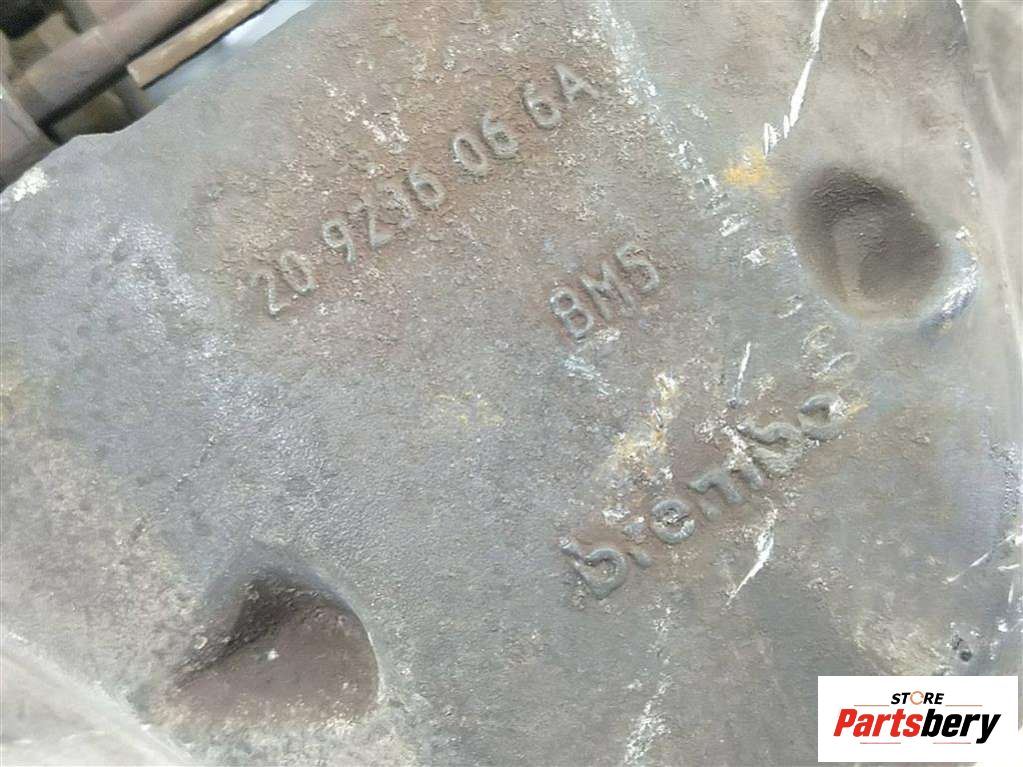 20 9236 06 6A
BM5
brembo
STORE
Partsbery